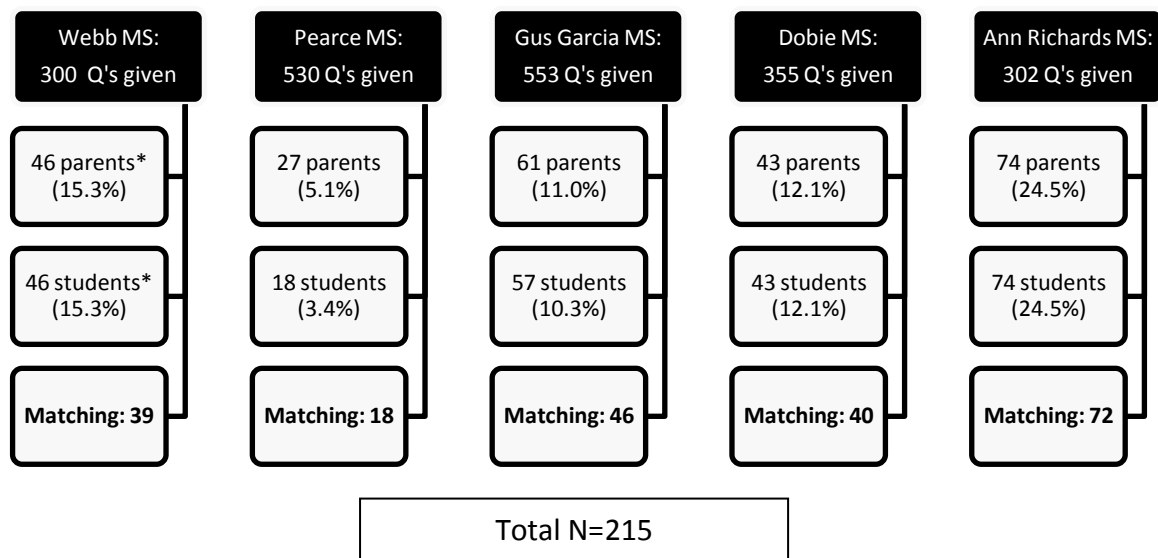 Webb MS:
300 Q's given
46 parents*
(15.3%)
46 students*
(15.3%)
Matching: 39
Pearce MS:
530 Q's given
27 parents
(5.1%)
18 students
(3.4%)
Matching: 18
Gus Garcia MS:
553 Q's given
61 parents
(11.0%)
57 students
(10.3%)
Matching: 46
Dobie MS:
355 Q's given
43 parents
(12.1%)
43 students
(12.1%)
Matching: 40
Ann Richards MS:
302 Q's given
74 parents
(24.5%)
74 students
(24.5%)
Matching: 72
Total N=215